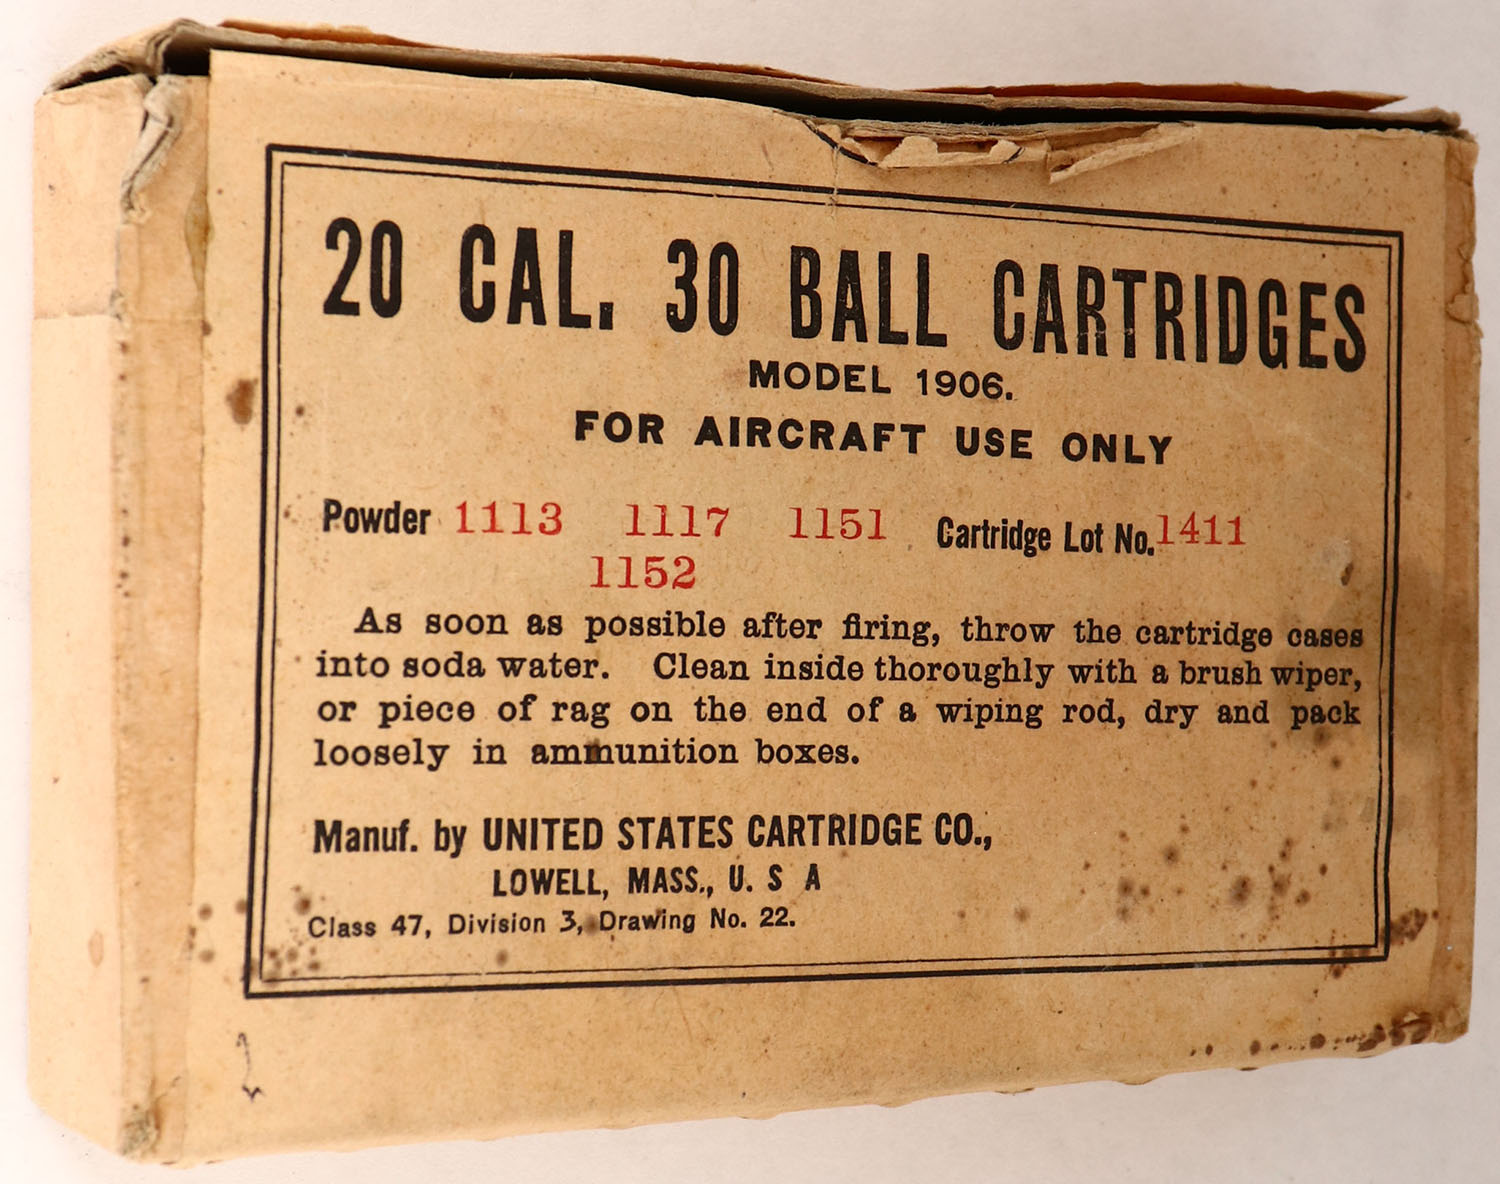 20 CAL. 30 BALL CARTRIDGES
MODEL 1906.
FOR AIRCRAFT USE ONLY
Powder 1113 1117 1151 Cartridge Lot No. 1411
1152
As soon as possible after firing, throw the cartridge cases
into soda water. Clean inside thoroughly with a brush wiper,
or piece of rag on the end of a wiping rod, dry and pack
loosely in ammunition boxes.
Manuf. by UNITED STATES CARTRIDGE CO.,
LOWELL, MASS., U. S A
Class 47, Division 3, Drawing No. 22.